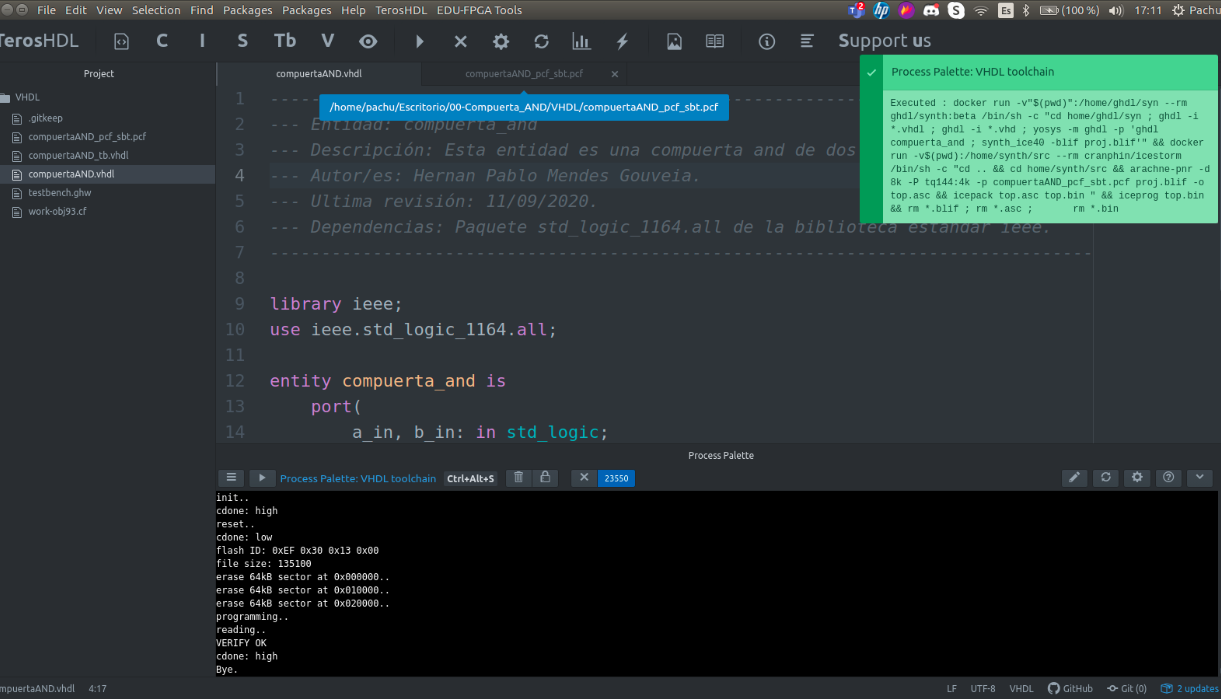 File Edit View Selection Find Packages Packages Help TerosHDL EDU-FPGA Tools
2 hp S Es (100 %) 17:11 Pachu
TerosHDL C I S Tb V Support us
Project
VHDL
.gitkeep
compuertaAND_pcf_sbt.pcf
compuertaAND_tb.vhdl
compuertaAND.vhdl
testbench.ghw
work-obj93.cf
compuertaAND.vhdl
compuertaAND_pcf_sbt.pcf
/home/pachu/Escritorio/00-Compuerta_AND/VHDL/compuertaAND_pcf_sbt.pcf
1 --------------------------------------------------------------------------------
2 --- Entidad: compuerta_and
3 --- Descripción: Esta entidad es una compuerta and de dos
4 --- Autor/es: Hernan Pablo Mendes Gouveia.
5 --- Ultima revisión: 11/09/2020.
6 --- Dependencias: Paquete std_logic_1164.all de la biblioteca estándar ieee.
7 --------------------------------------------------------------------------------
8
9 library ieee;
10 use ieee.std_logic_1164.all;
11
12 entity compuerta_and is
13 port(
14 a_in, b_in: in std_logic;
Process Palette: VHDL toolchain
Executed : docker run -v"$(pwd)":/home/ghdl/syn --rm
ghdl/synth:beta /bin/sh -c "cd home/ghdl/syn ; ghdl -i
*.vhdl ; ghdl -i *.vhd ; yosys -m ghdl -p 'ghdl
compuerta_and ; synth_ice40 -blif proj.blif'" && docker
run -v$(pwd):/home/synth/src --rm cranphin/icestorm
/bin/sh -c "cd .. && cd home/synth/src && arachne-pnr -d
8k -P tq144:4k -p compuertaAND_pcf_sbt.pcf proj.blif -o
top.asc && icepack top.asc top.bin " && iceprog top.bin
&& rm *.blif ; rm *.asc ; rm *.bin
Process Palette
Process Palette: VHDL toolchain Ctrl+Alt+S 23550
init..
cdone: high
reset..
cdone: low
flash ID: 0xEF 0x30 0x13 0x00
file size: 135100
erase 64kB sector at 0x000000..
erase 64kB sector at 0x010000..
erase 64kB sector at 0x020000..
programming..
reading..
VERIFY OK
cdone: high
Bye.
mpuertaAND.vhdl 4:17
LF UTF-8 VHDL GitHub Git (0) 2 updates